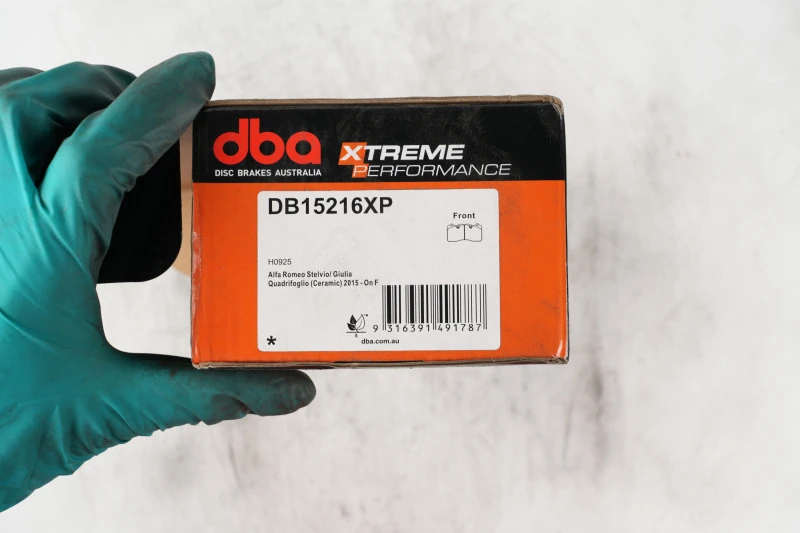 dba
DISC BRAKES AUSTRALIA
XTREME
PERFORMANCE
DB15216XP
Front
H0925
Alfa Romeo Stelvio/ Giulia
Quadrifoglio (Ceramic) 2015 - On F
6
9 316391 491787
*
dba.com.au